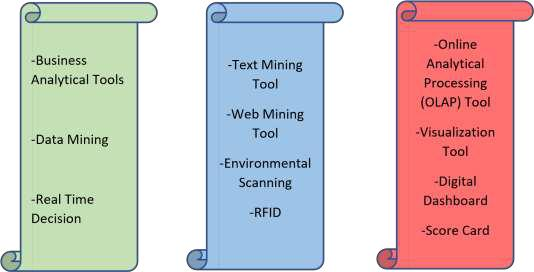 -Business
Analytical Tools
-Data Mining
-Real Time
Decision
-Text Mining
Tool
-Web Mining
Tool
-Environmental
Scanning
-RFID
-Online
Analytical
Processing
(OLAP) Tool
-Visualization
Tool
-Digital
Dashboard
-Score Card